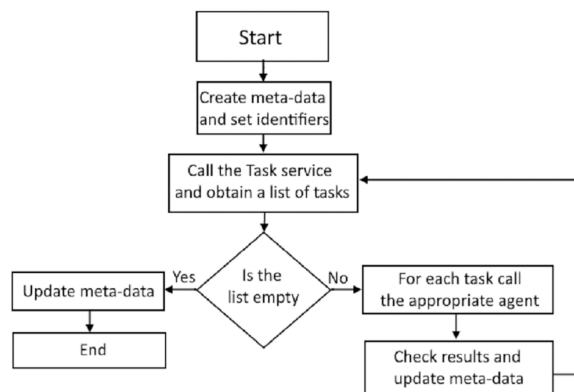 Start
Create meta-data
and set identifiers
Call the Task service
and obtain a list of tasks
Is the
list empty
Yes
No
Update meta-data
End
For each task call
the appropriate agent
Check results and
update meta-data